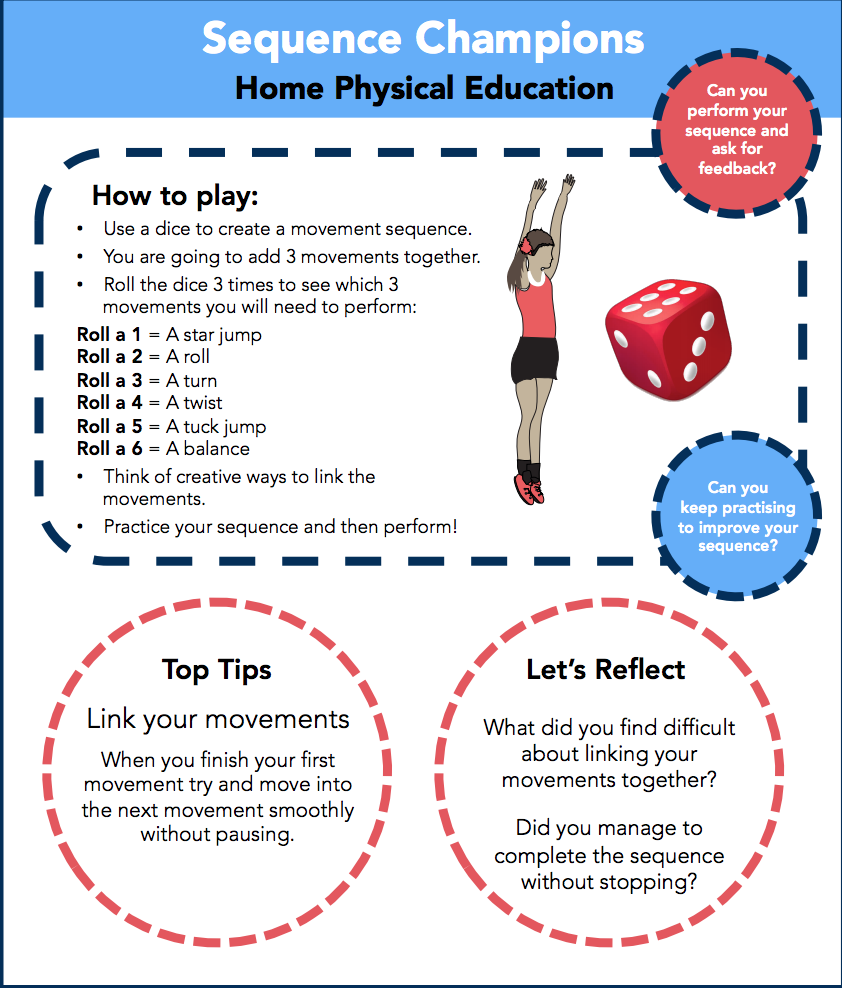 Sequence Champions
Home Physical Education
Can you
perform your
sequence and
ask for
feedback?
How to play:
• Use a dice to create a movement sequence.
• You are going to add 3 movements together.
• Roll the dice 3 times to see which 3
movements you will need to perform:
Roll a 1 = A star jump
Roll a 2 = A roll
Roll a 3 = A turn
Roll a 4 = A twist
Roll a 5 = A tuck jump
Roll a 6 = A balance
• Think of creative ways to link the
movements.
• Practice your sequence and then perform!
Can you
keep practising
to improve your
sequence?
Top Tips
Link your movements
When you finish your first
movement try and move into
the next movement smoothly
without pausing.
Let's Reflect
What did you find difficult
about linking your
movements together?
Did you manage to
complete the sequence
without stopping?